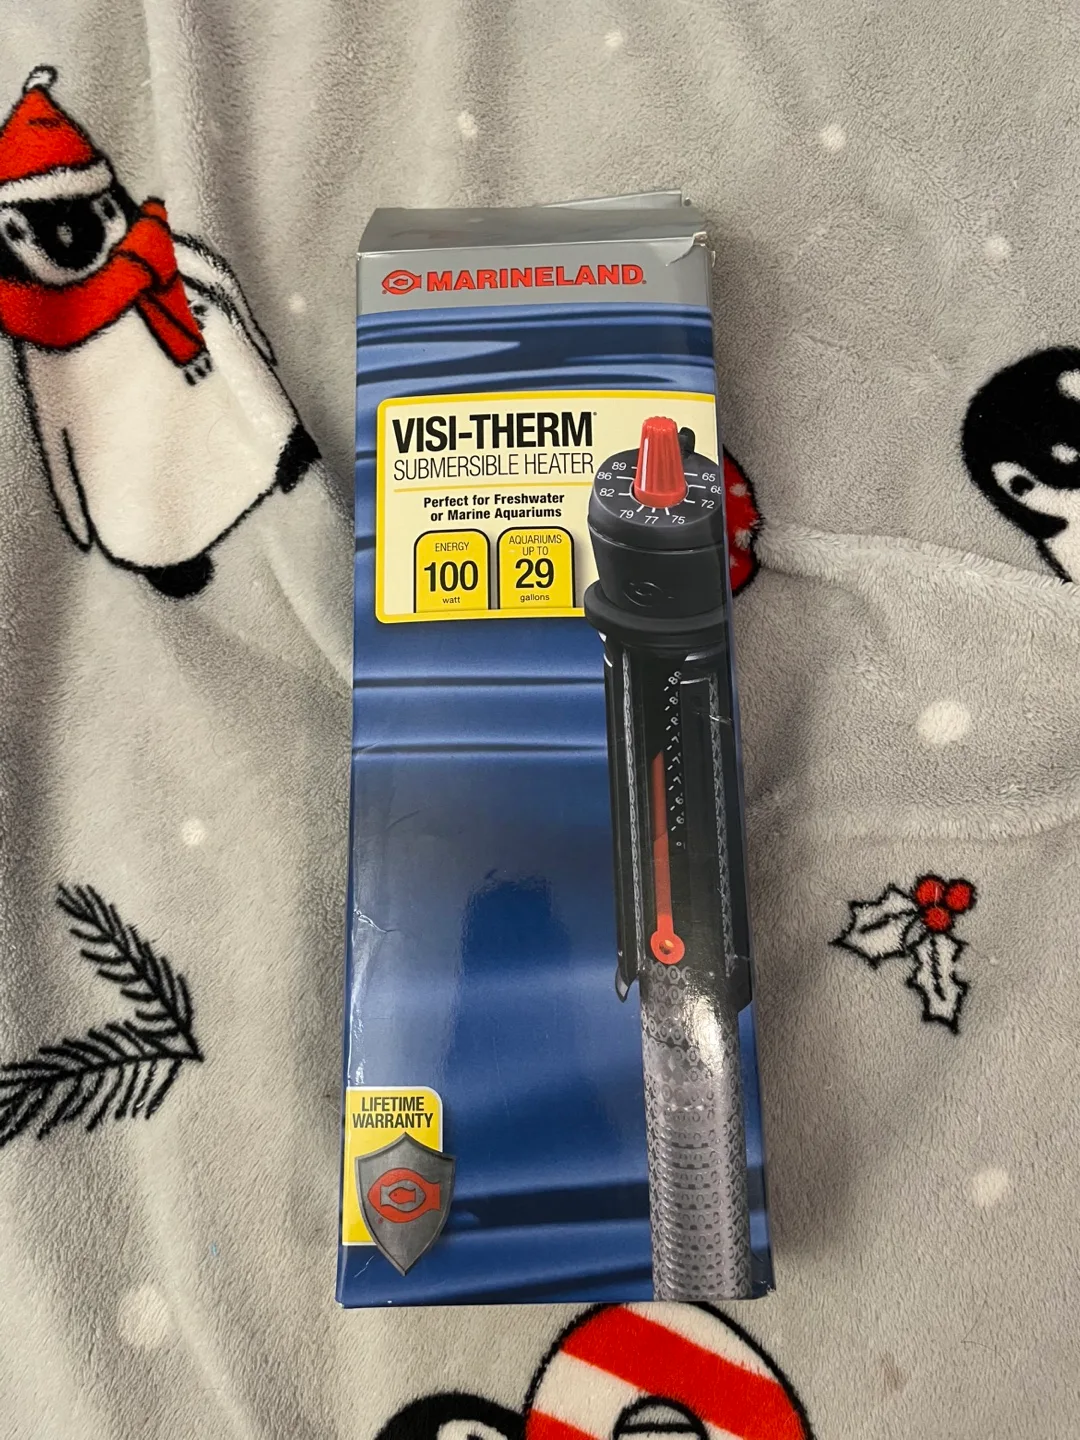 MARINELAND
VISI-THERM®
SUBMERSIBLE HEATER
Perfect for Freshwater
or Marine Aquariums
ENERGY
100
watt
AQUARIUMS
UP TO
29
gallons
89
86
82
79
77
75
72
68
65
LIFETIME
WARRANTY